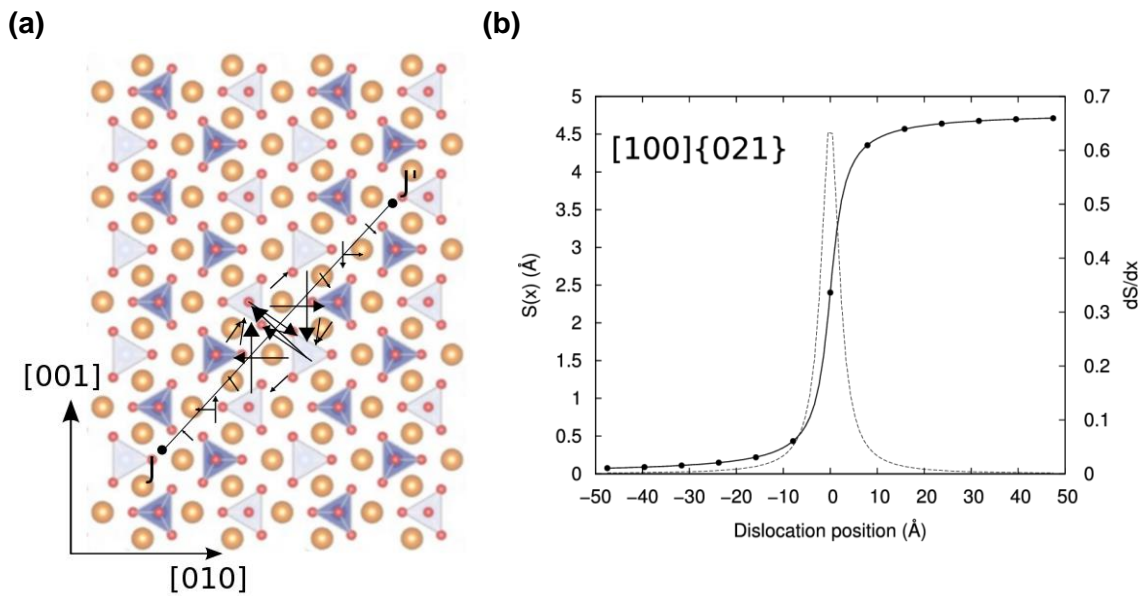 (a)
(b)
J'
J
[001]
[010]
[100]{021}
S(x) (Å)
5
4.5
4
3.5
3
2.5
2
1.5
1
0.5
0
0.7
0.6
0.5
0.4
0.3
0.2
0.1
0
dS/dx
−50 −40 −30 −20 −10 0 10 20 30 40 50
Dislocation position (Å)